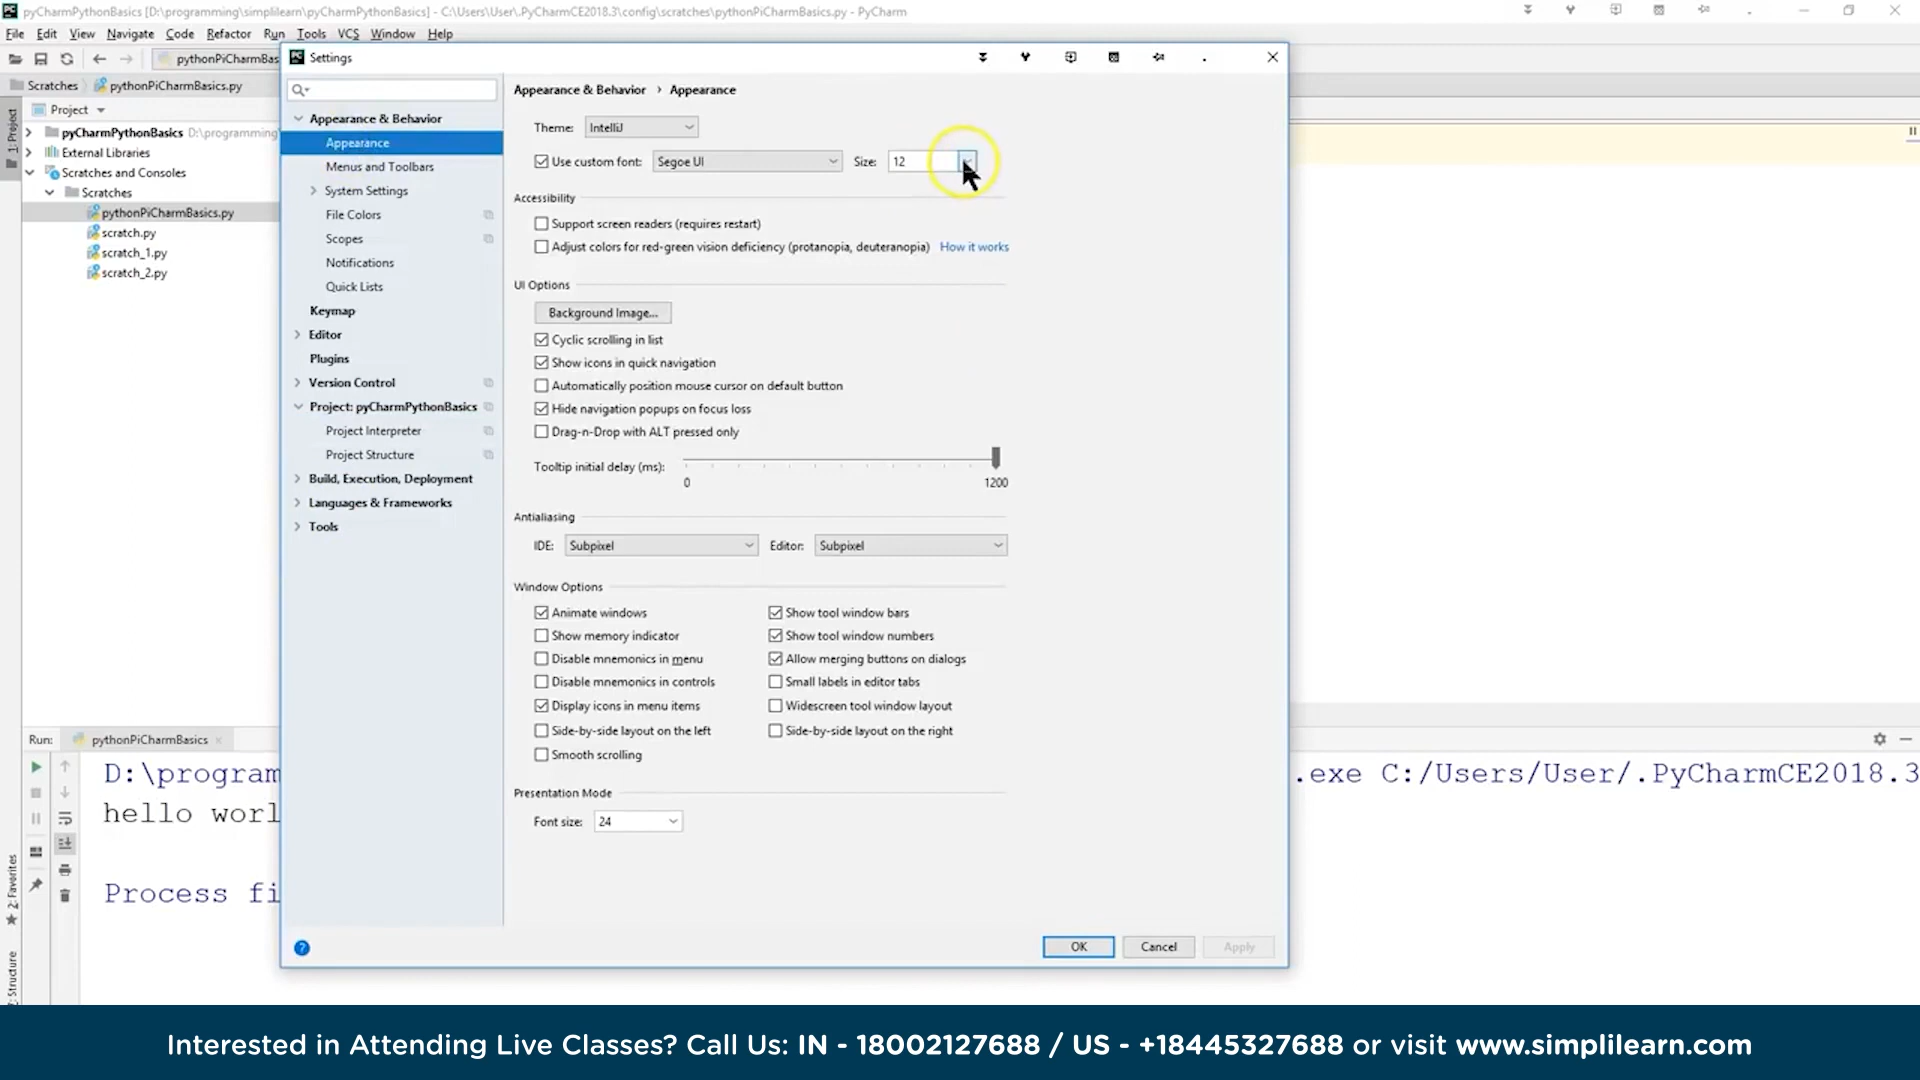 pyCharmPythonBasics [D:\programming\simplilearn\pyCharmPythonBasics] - C:\Users\User\.PyCharmCE2018.3\config\scratches\pythonPiCharmBasics.py - PyCharm
File Edit View Navigate Code Refactor Run Tools VCS Window Help
pythonPiCharmBas
Scratches pythonPiCharmBasics.py
1: Project
Project
pyCharmPythonBasics D:\programming\
External Libraries
Scratches and Consoles
Scratches
pythonPiCharmBasics.py
scratch.py
scratch_1.py
scratch_2.py
Settings
Appearance & Behavior
Appearance
Menus and Toolbars
System Settings
File Colors
Scopes
Notifications
Quick Lists
Keymap
Editor
Plugins
Version Control
Project: pyCharmPythonBasics
Project Interpreter
Project Structure
Build, Execution, Deployment
Languages & Frameworks
Tools
Appearance & Behavior › Appearance
Theme: IntelliJ
Use custom font: Segoe UI Size: 12
Accessibility
Support screen readers (requires restart)
Adjust colors for red-green vision deficiency (protanopia, deuteranopia) How it works
UI Options
Background Image...
Cyclic scrolling in list
Show icons in quick navigation
Automatically position mouse cursor on default button
Hide navigation popups on focus loss
Drag-n-Drop with ALT pressed only
Tooltip initial delay (ms):
0 1200
Antialiasing
IDE: Subpixel Editor: Subpixel
Window Options
Animate windows Show tool window bars
Show memory indicator Show tool window numbers
Disable mnemonics in menu Allow merging buttons on dialogs
Disable mnemonics in controls Small labels in editor tabs
Display icons in menu items Widescreen tool window layout
Side-by-side layout on the left Side-by-side layout on the right
Smooth scrolling
Presentation Mode
Font size: 24
? OK Cancel Apply
Run: pythonPiCharmBasics
D:\program .exe C:/Users/User/.PyCharmCE2018.3
hello worl
Process fi
2: Favorites
Structure
Interested in Attending Live Classes? Call Us: IN - 18002127688 / US - +18445327688 or visit www.simplilearn.com